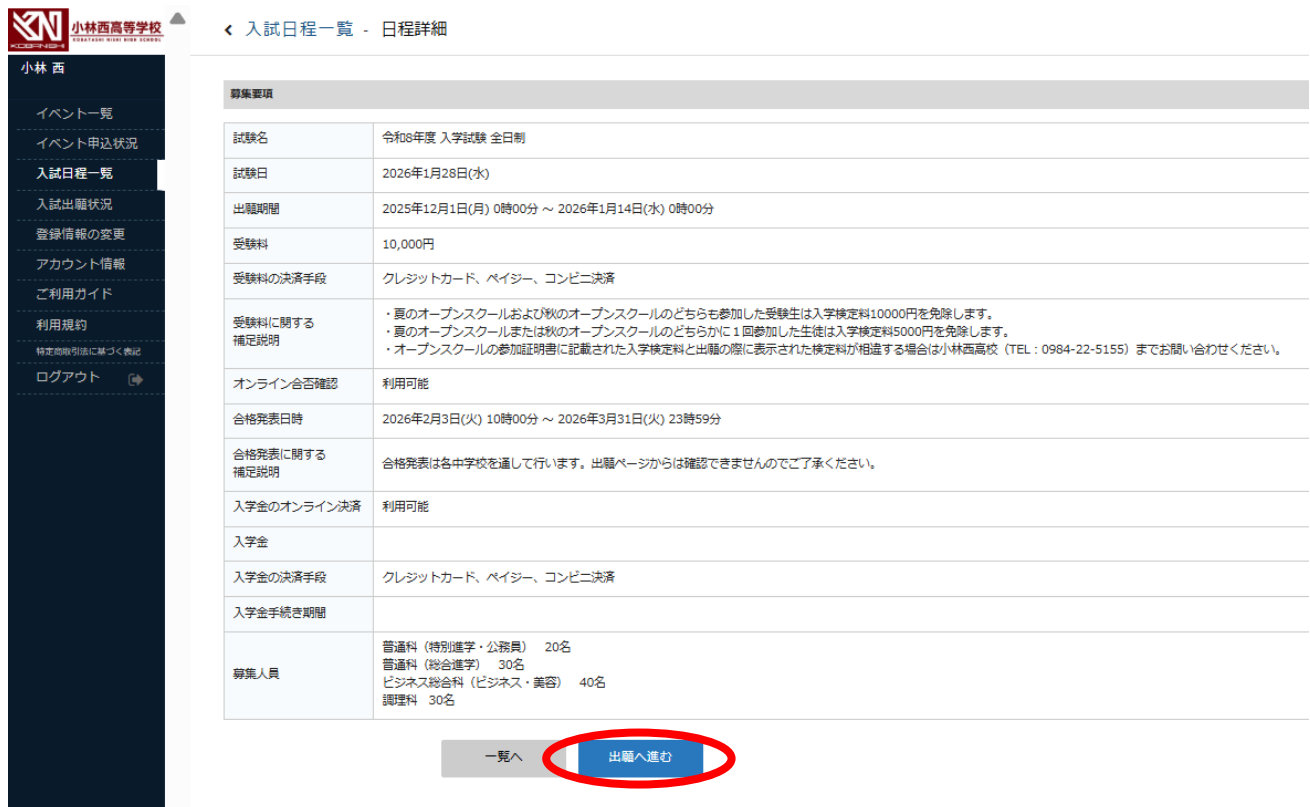 KN
小林西高等学校
KOBAYASHI NISHI HIGH SCHOOL
KOBANISHI
小林 西
イベント一覧
イベント申込状況
入試日程一覧
入試出願状況
登録情報の変更
アカウント情報
ご利用ガイド
利用規約
特定商取引法に基づく表記
ログアウト
入試日程一覧 - 日程詳細
募集要項
試験名 令和8年度 入学試験 全日制
試験日 2026年1月28日(水)
出願期間 2025年12月1日(月) 0時00分 ～ 2026年1月14日(水) 0時00分
受験料 10,000円
受験料の決済手段 クレジットカード、ペイジー、コンビニ決済
受験料に関する
補足説明
・夏のオープンスクールおよび秋のオープンスクールのどちらも参加した受験生は入学検定料10000円を免除します。
・夏のオープンスクールまたは秋のオープンスクールのどちらかに１回参加した生徒は入学検定料5000円を免除します。
・オープンスクールの参加証明書に記載された入学検定料と出願の際に表示された検定料が相違する場合は小林西高校（TEL：0984-22-5155）までお問い合わせください。
オンライン合否確認 利用可能
合格発表日時 2026年2月3日(火) 10時00分 ～ 2026年3月31日(火) 23時59分
合格発表に関する
補足説明
合格発表は各中学校を通して行います。出願ページからは確認できませんのでご了承ください。
入学金のオンライン決済 利用可能
入学金
入学金の決済手段 クレジットカード、ペイジー、コンビニ決済
入学金手続き期間
募集人員
普通科（特別進学・公務員） 20名
普通科（総合進学） 30名
ビジネス総合科（ビジネス・美容） 40名
調理科 30名
一覧へ
出願へ進む